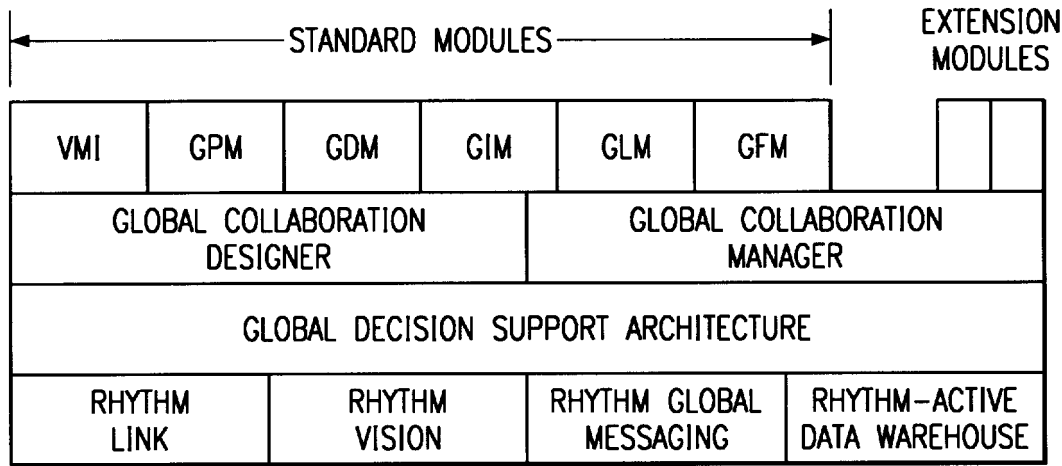 STANDARD MODULES
EXTENSION
MODULES
VMI GPM GDM GIM GLM GFM
GLOBAL COLLABORATION
DESIGNER
GLOBAL COLLABORATION
MANAGER
GLOBAL DECISION SUPPORT ARCHITECTURE
RHYTHM
LINK
RHYTHM
VISION
RHYTHM GLOBAL
MESSAGING
RHYTHM-ACTIVE
DATA WAREHOUSE